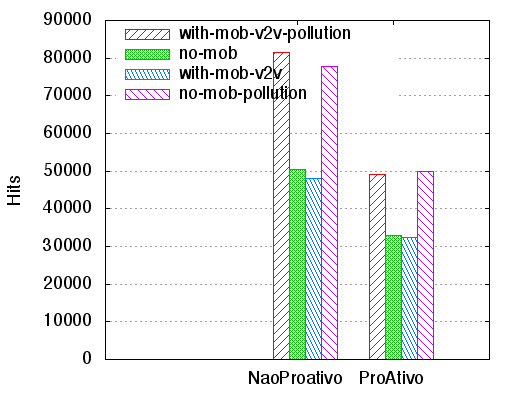 90000
80000
70000
60000
50000
40000
30000
20000
10000
0
Hits
with-mob-v2v-pollution
no-mob
with-mob-v2v
no-mob-pollution
NaoProativo ProAtivo